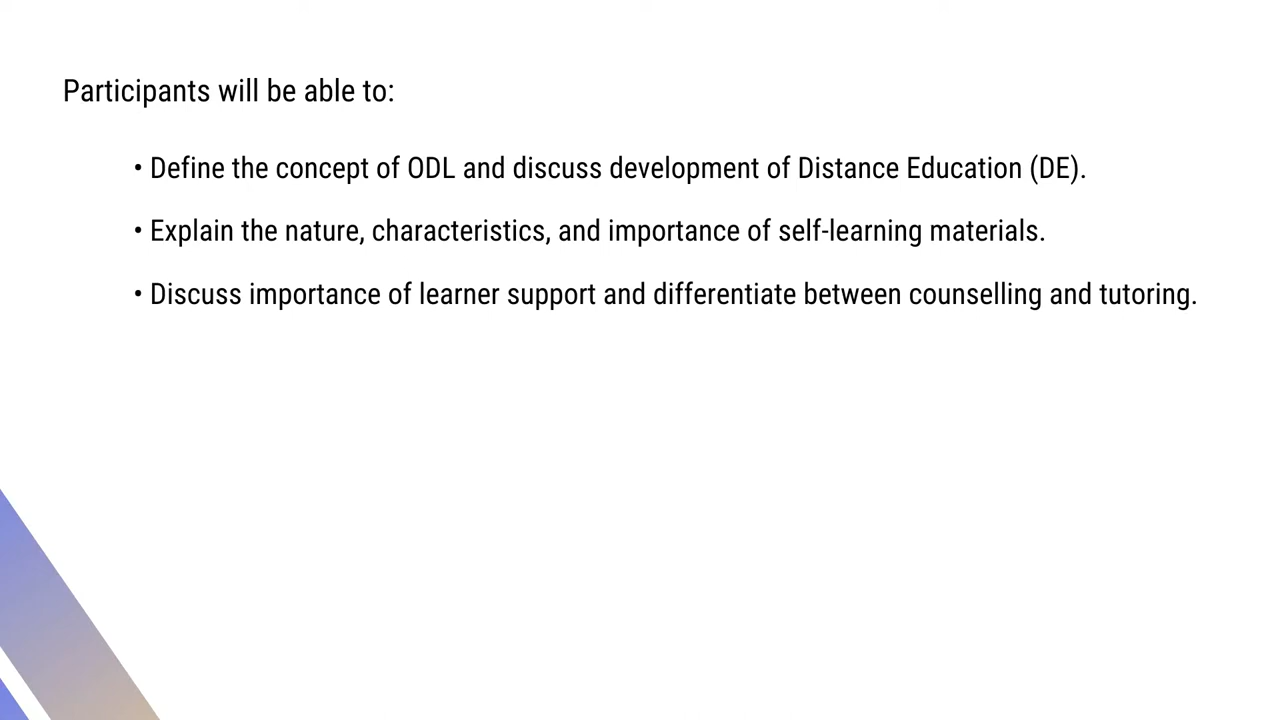 Participants will be able to:
• Define the concept of ODL and discuss development of Distance Education (DE).
• Explain the nature, characteristics, and importance of self-learning materials.
• Discuss importance of learner support and differentiate between counselling and tutoring.